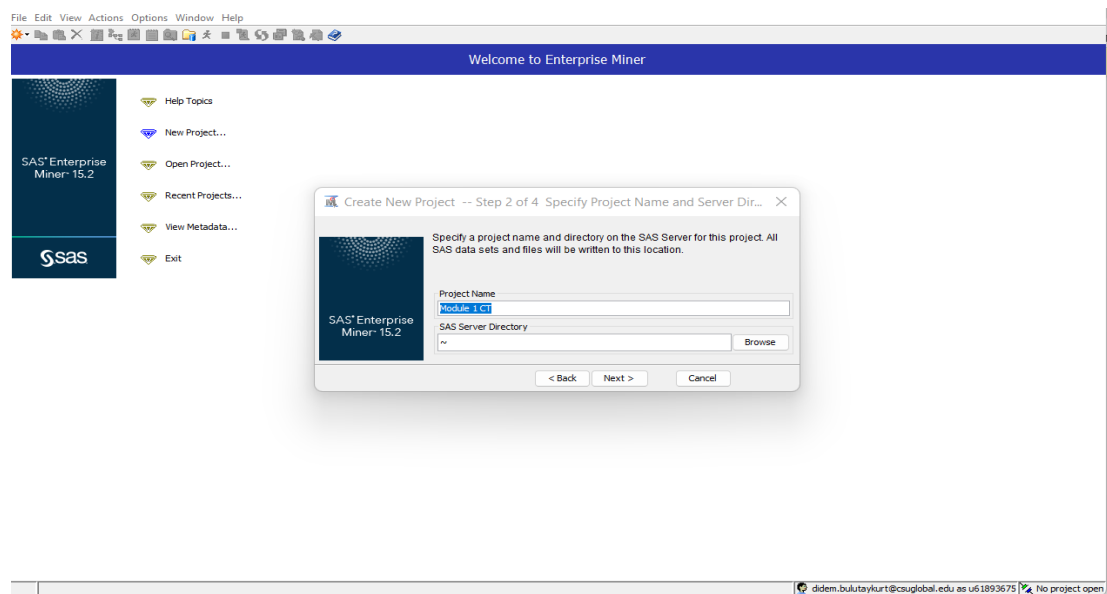 File Edit View Actions Options Window Help
Welcome to Enterprise Miner
SAS® Enterprise
Miner™ 15.2
sas
Help Topics
New Project...
Open Project...
Recent Projects...
View Metadata...
Exit
Create New Project -- Step 2 of 4 Specify Project Name and Server Dir...
SAS® Enterprise
Miner™ 15.2
Specify a project name and directory on the SAS Server for this project. All
SAS data sets and files will be written to this location.
Project Name
Module 1 CT
SAS Server Directory
~
Browse
< Back Next > Cancel
didem.bulutaykurt@csuglobal.edu as u61893675 No project open